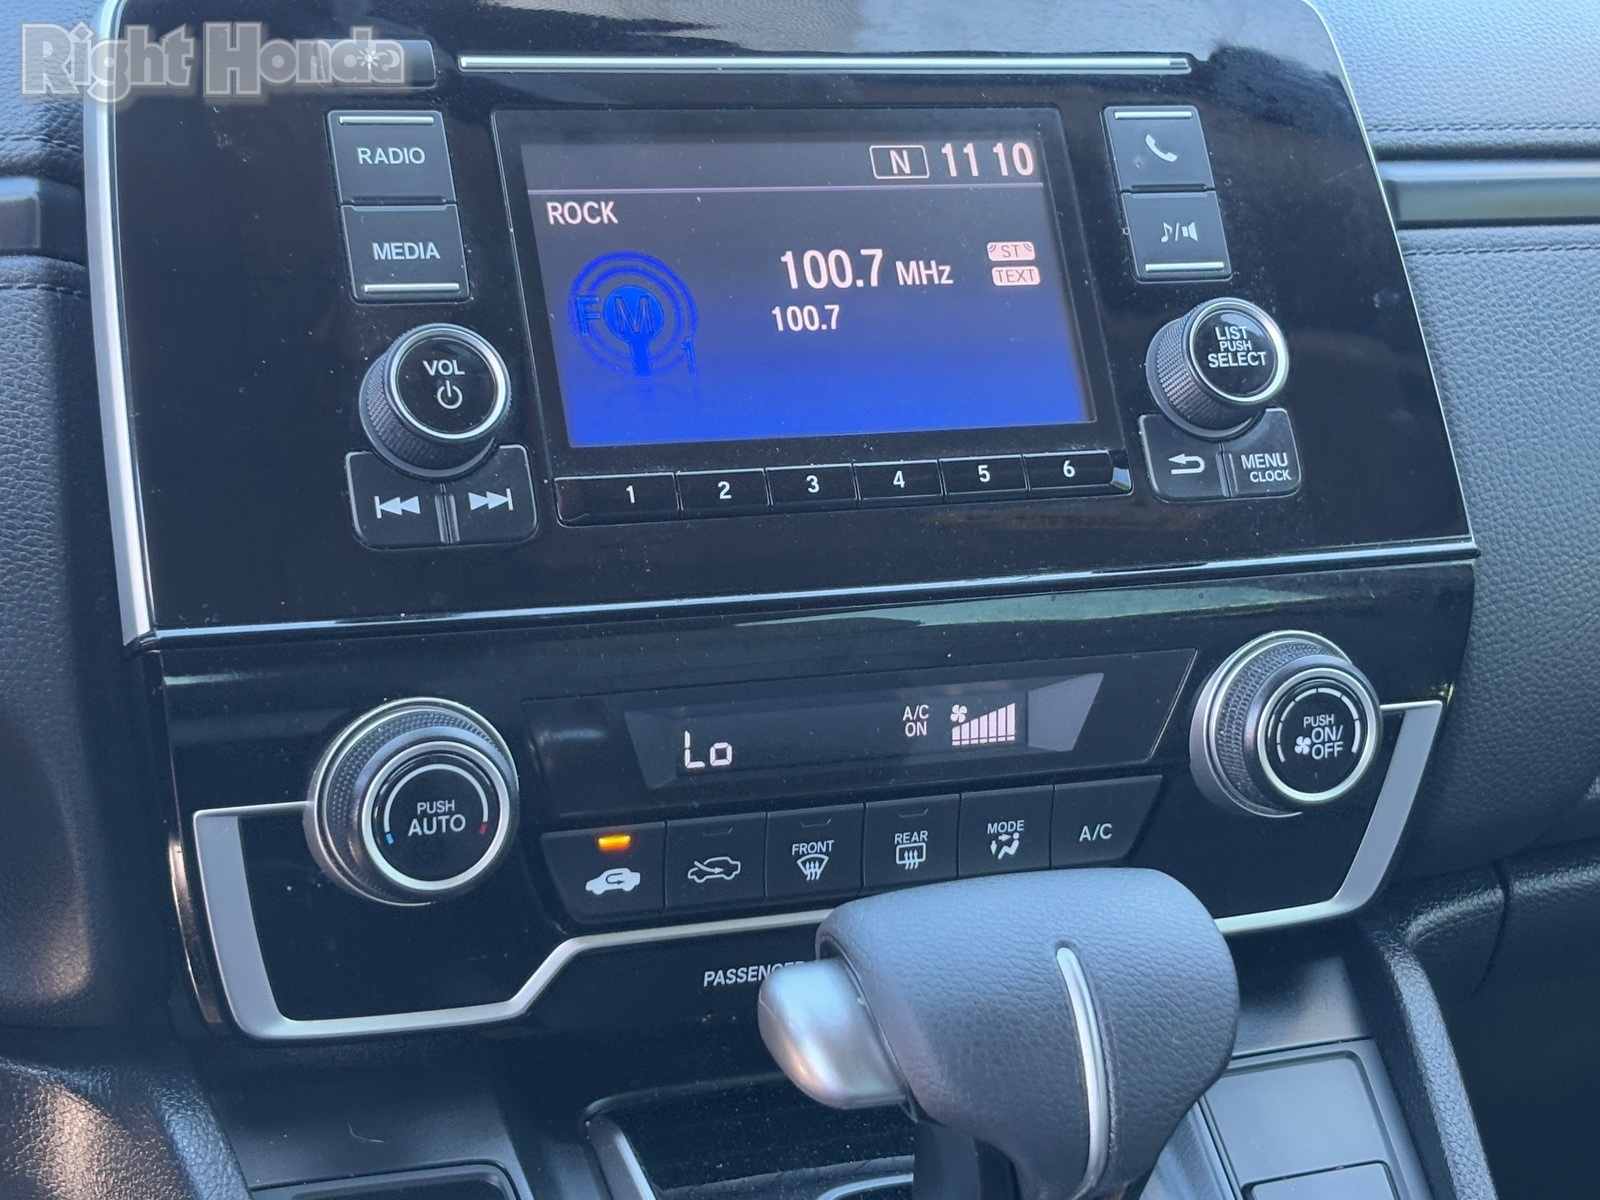 Right Honda
RADIO
MEDIA
VOL
N 11 10
ROCK
100.7 MHz
ST
TEXT
100.7
FM
1
♪/
LIST
PUSH
SELECT
MENU
CLOCK
1 2 3 4 5 6
Lo
A/C
ON
PUSH
AUTO
PUSH
ON/
OFF
FRONT
REAR
MODE
A/C